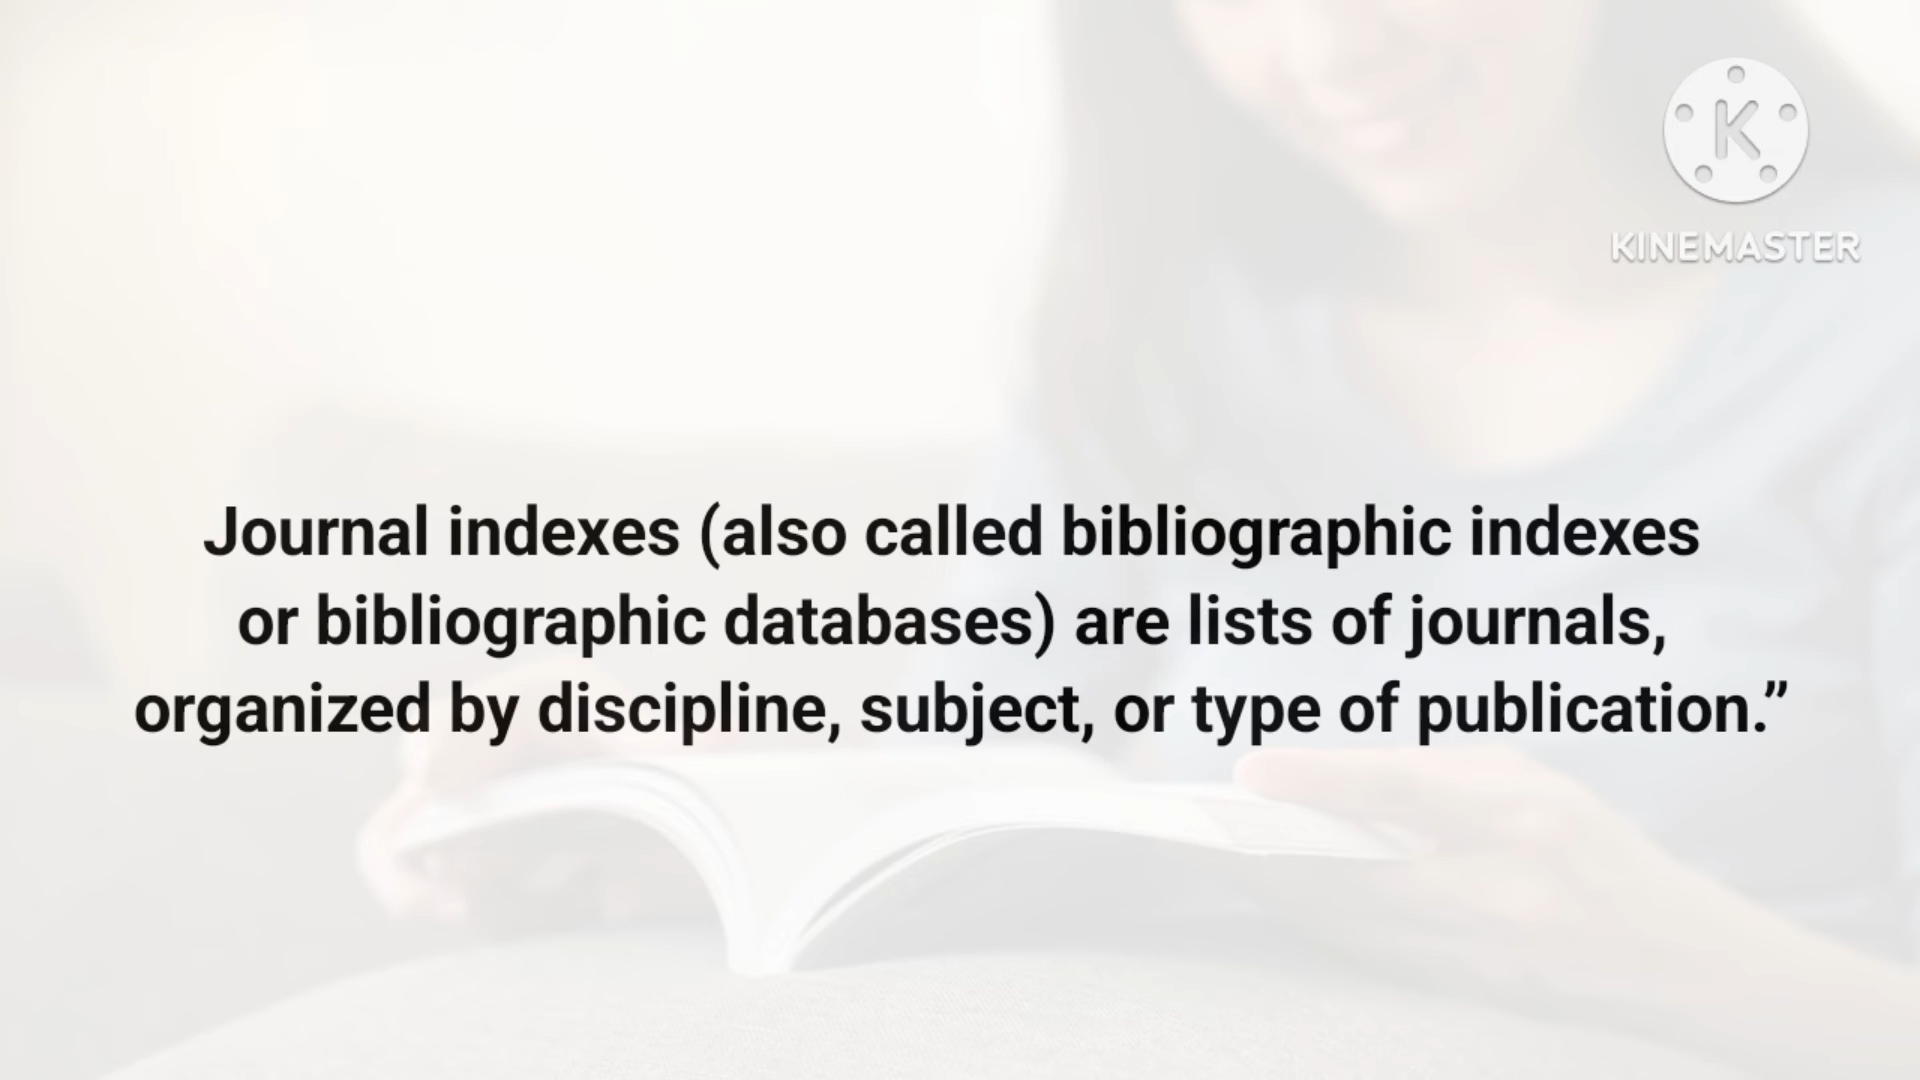 K
KINEMASTER
Journal indexes (also called bibliographic indexes
or bibliographic databases) are lists of journals,
organized by discipline, subject, or type of publication.”